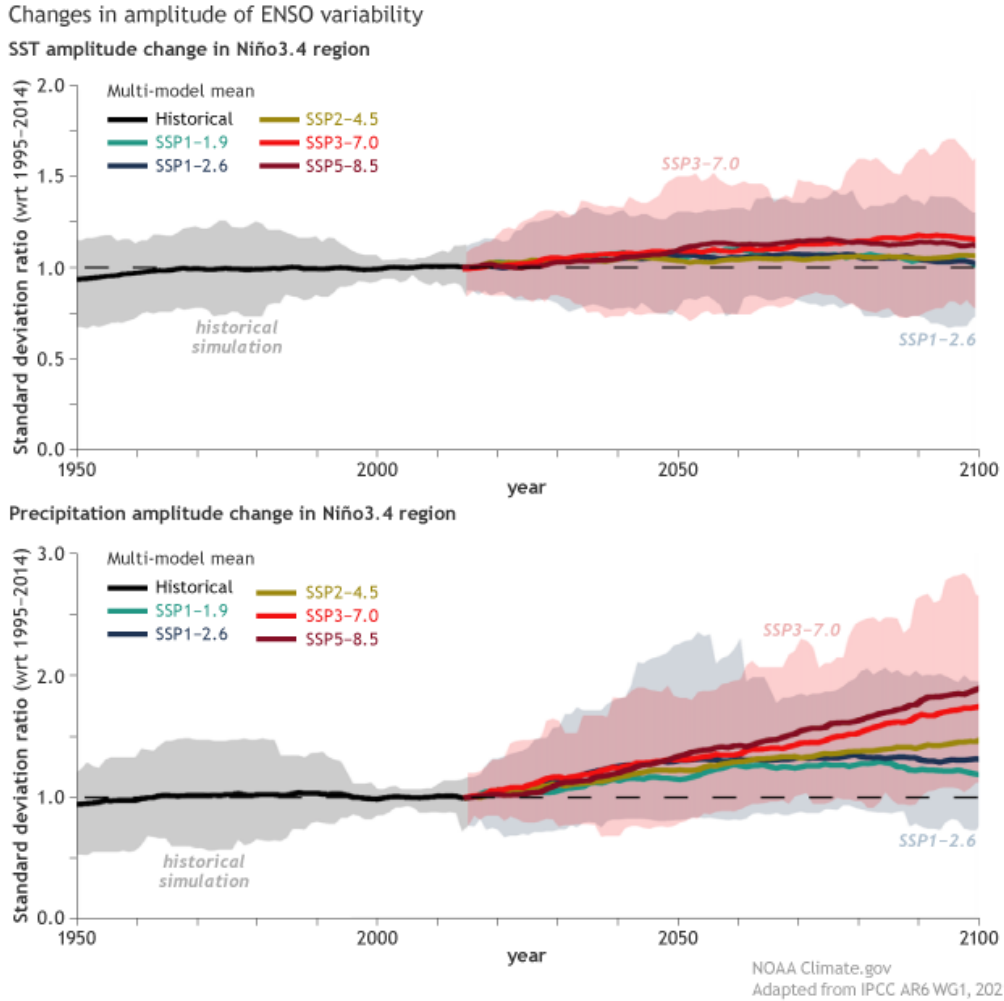 Changes in amplitude of ENSO variability
SST amplitude change in Niño3.4 region
Standard deviation ratio (wrt 1995–2014)
2.0
1.5
1.0
0.5
0.0
Multi-model mean
Historical
SSP1–1.9
SSP1–2.6
SSP2–4.5
SSP3–7.0
SSP5–8.5
SSP3–7.0
historical
simulation
SSP1–2.6
1950
2000
2050
2100
year
Precipitation amplitude change in Niño3.4 region
Standard deviation ratio (wrt 1995–2014)
3.0
2.0
1.0
0.0
Multi-model mean
Historical
SSP1–1.9
SSP1–2.6
SSP2–4.5
SSP3–7.0
SSP5–8.5
SSP3–7.0
historical
simulation
SSP1–2.6
1950
2000
2050
2100
year
NOAA Climate.gov
Adapted from IPCC AR6 WG1, 202